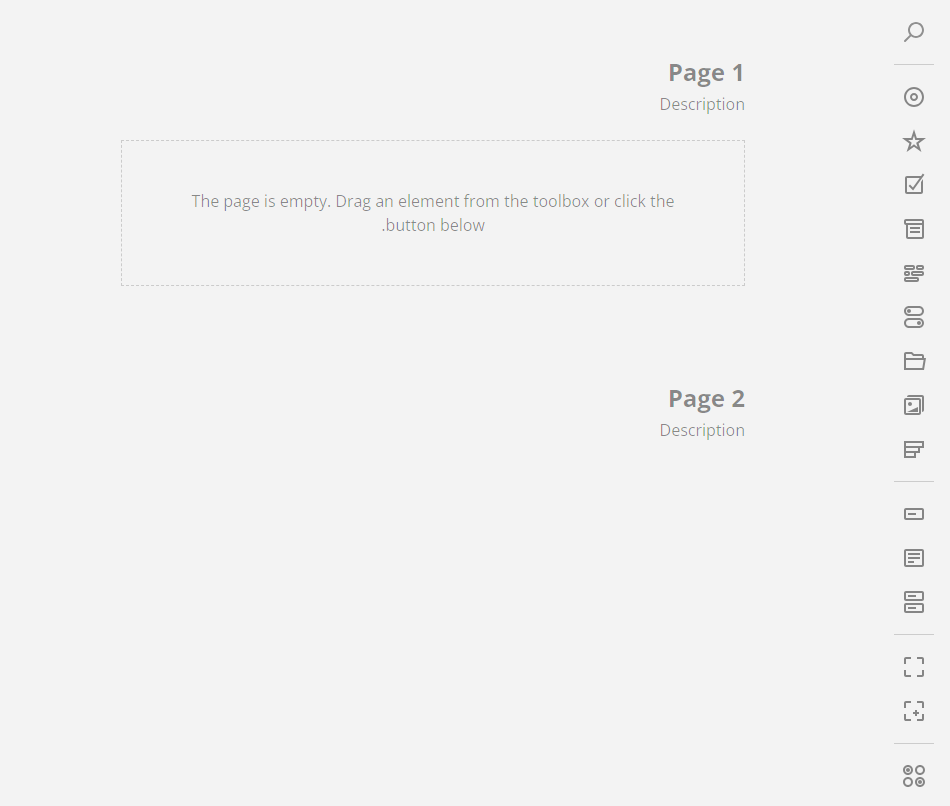 Page 1
Description
The page is empty. Drag an element from the toolbox or click the
.button below
Page 2
Description